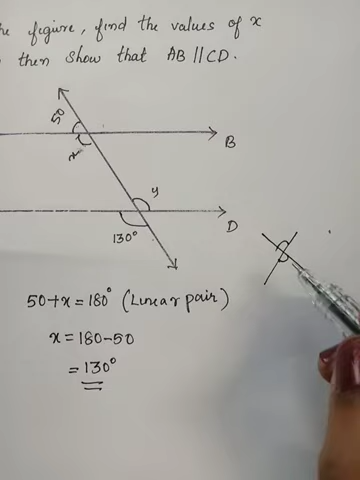 figure, find the values of x
then show that AB || CD.
50
x
B
y
D
130°
50+x = 180° (Linear pair)
x = 180-50
= 130°